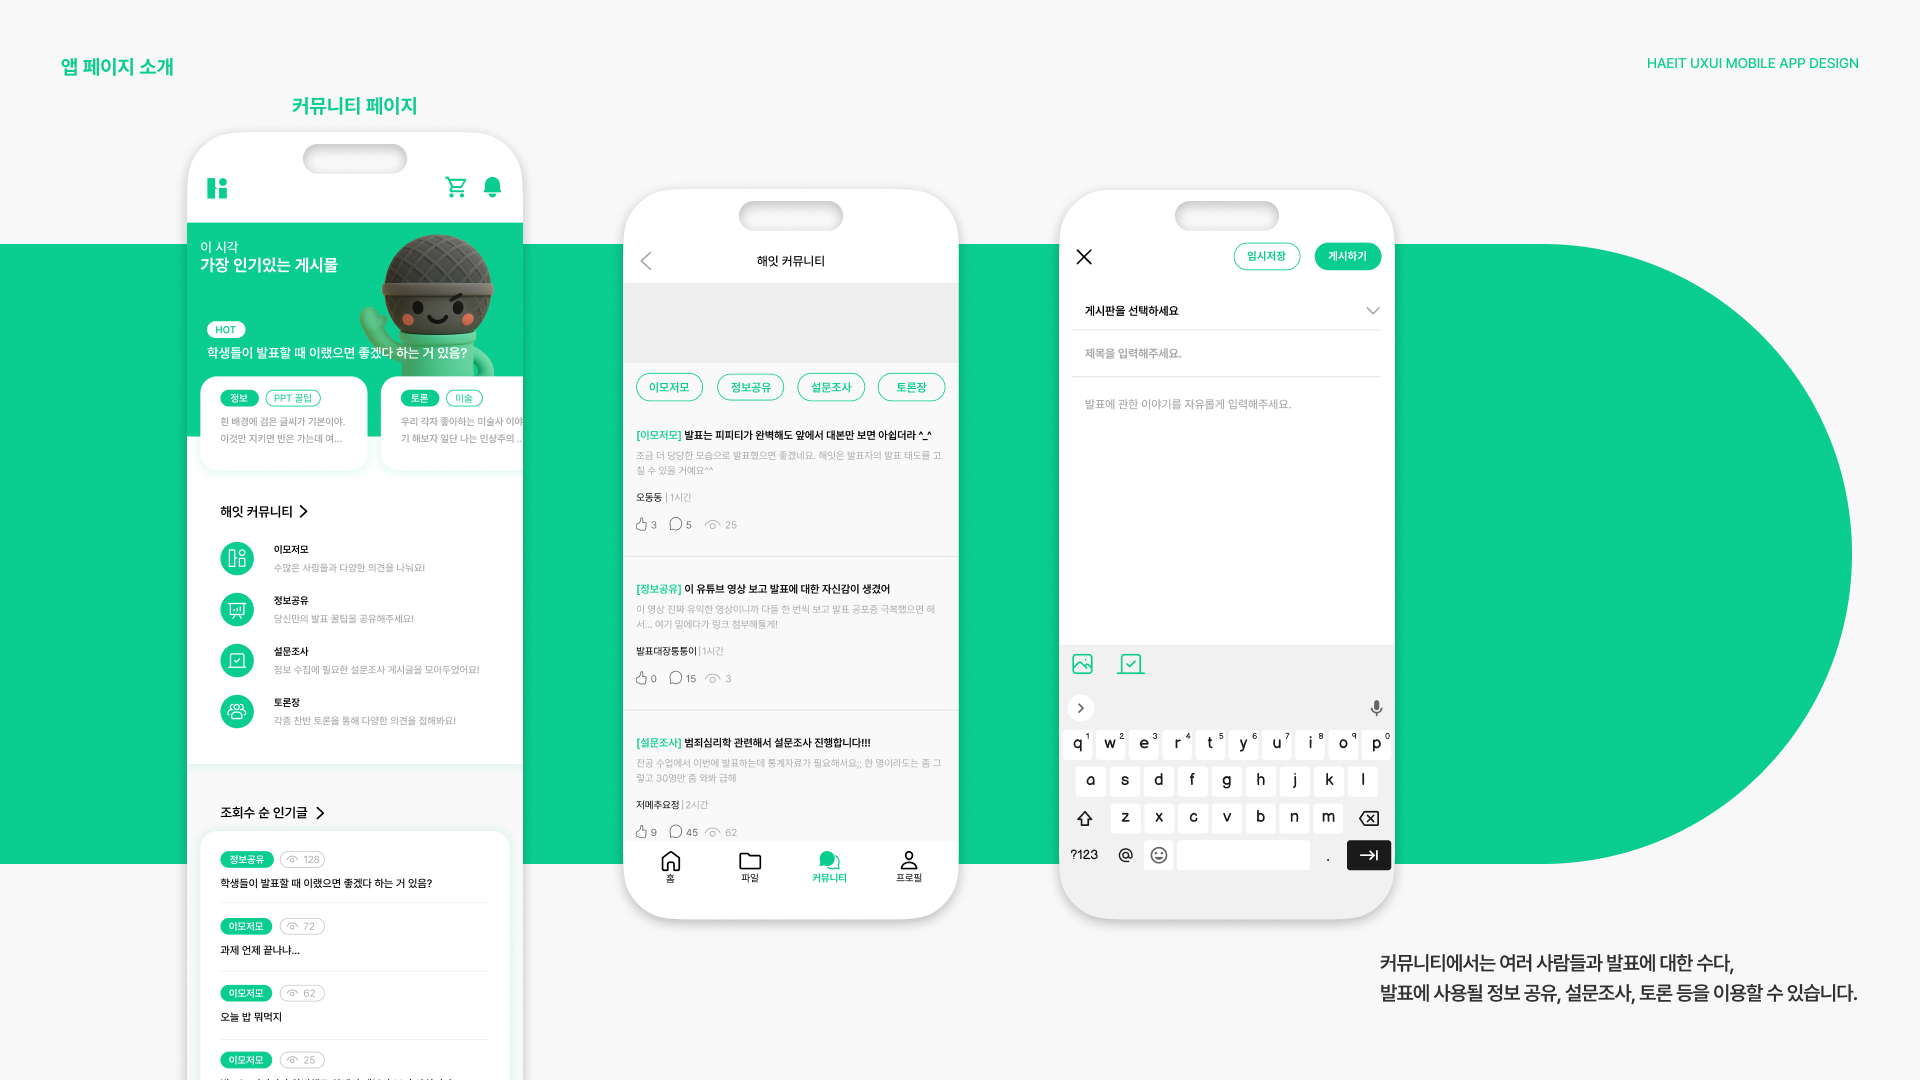 앱 페이지 소개
HAEIT UXUI MOBILE APP DESIGN
커뮤니티 페이지
이 시각
가장 인기있는 게시물
HOT
학생들이 발표할 때 이랬으면 좋겠다 하는 거 있음?
정보 PPT 꿀팁
흰 배경에 검은 글씨가 기본이야.
이것만 지키면 반은 가는데 여...
토론 미술
우리 각자 좋아하는 미술사 이야
기 해보자 일단 나는 인상주의 ...
해잇 커뮤니티
이모저모
수많은 사람들과 다양한 의견을 나눠요!
정보공유
당신만의 발표 꿀팁을 공유해주세요!
설문조사
정보 수집에 필요한 설문조사 게시글을 모아두었어요!
토론장
각종 찬반 토론을 통해 다양한 의견을 접해봐요!
조회수 순 인기글
정보공유 128
학생들이 발표할 때 이랬으면 좋겠다 하는 거 있음?
이모저모 72
과제 언제 끝나냐...
이모저모 62
오늘 밥 뭐먹지
이모저모 25
해잇 커뮤니티
이모저모 정보공유 설문조사 토론장
[이모저모] 발표는 피피티가 완벽해도 앞에서 대본만 보면 아쉽더라 ^_^
조금 더 당당한 모습으로 발표했으면 좋겠네요. 해잇은 발표자의 발표 태도를 고
칠 수 있을 거예요^^
오동동 | 1시간
3 5 25
[정보공유] 이 유튜브 영상 보고 발표에 대한 자신감이 생겼어
이 영상 진짜 유익한 영상이니까 다들 한 번씩 보고 발표 공포증 극복했으면 해
서... 여기 밑에다가 링크 첨부해둘게!
발표대장통통이 | 1시간
0 15 3
[설문조사] 범죄심리학 관련해서 설문조사 진행합니다!!!
전공 수업에서 이번에 발표하는데 통계자료가 필요해서요;; 한 명이라도는 좀 그
렇고 30명만 좀 와봐 급해
저메추요정 | 2시간
9 45 62
홈 파일 커뮤니티 프로필
임시저장 게시하기
게시판을 선택하세요
제목을 입력해주세요.
발표에 관한 이야기를 자유롭게 입력해주세요.
q1 w2 e3 r4 t5 y6 u7 i8 o9 p0
a s d f g h j k l
z x c v b n m
?123 @ .
커뮤니티에서는 여러 사람들과 발표에 대한 수다,
발표에 사용될 정보 공유, 설문조사, 토론 등을 이용할 수 있습니다.